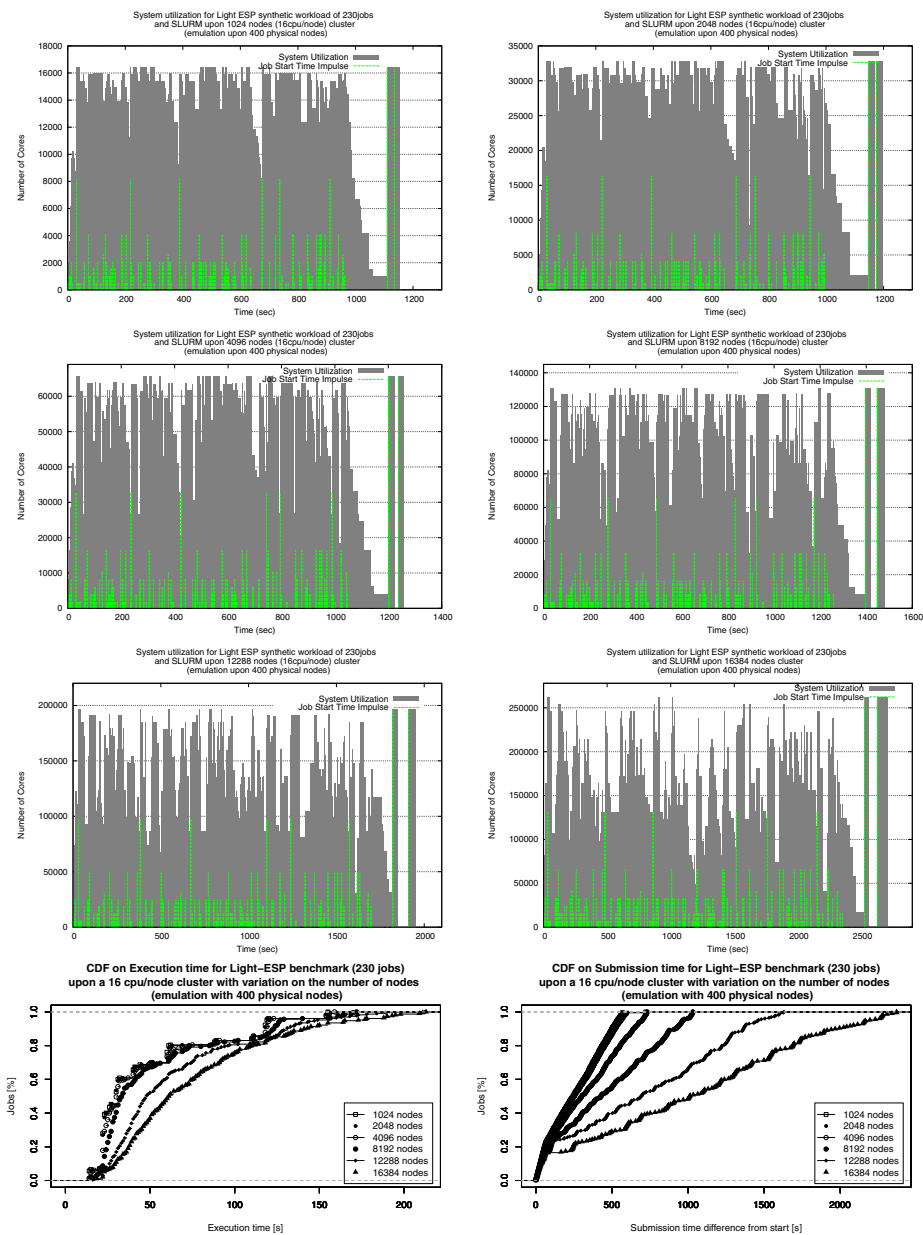 System utilization for Light ESP synthetic workload of 230jobs
and SLURM upon 1024 nodes (16cpu/node) cluster
(emulation upon 400 physical nodes)
18000
16000
14000
12000
10000
8000
6000
4000
2000
0
Number of Cores
System Utilization
Job Start Time Impulse
0 200 400 600 800 1000 1200
Time (sec)
System utilization for Light ESP synthetic workload of 230jobs
and SLURM upon 2048 nodes (16cpu/node) cluster
(emulation upon 400 physical nodes)
35000
30000
25000
20000
15000
10000
5000
0
Number of Cores
System Utilization
Job Start Time Impulse
0 200 400 600 800 1000 1200
Time (sec)
System utilization for Light ESP synthetic workload of 230jobs
and SLURM upon 4096 nodes (16cpu/node) cluster
(emulation upon 400 physical nodes)
60000
50000
40000
30000
20000
10000
0
Number of Cores
System Utilization
Job Start Time Impulse
0 200 400 600 800 1000 1200 1400
Time (sec)
System utilization for Light ESP synthetic workload of 230jobs
and SLURM upon 8192 nodes (16cpu/node) cluster
(emulation upon 400 physical nodes)
140000
120000
100000
80000
60000
40000
20000
0
Number of Cores
System Utilization
Job Start Time Impulse
0 200 400 600 800 1000 1200 1400 1600
Time (sec)
System utilization for Light ESP synthetic workload of 230jobs
and SLURM upon 12288 nodes (16cpu/node) cluster
(emulation upon 400 physical nodes)
200000
150000
100000
50000
0
Number of Cores
System Utilization
Job Start Time Impulse
0 500 1000 1500 2000
Time (sec)
System utilization for Light ESP synthetic workload of 230jobs
and SLURM upon 16384 nodes cluster
(emulation upon 400 physical nodes)
250000
200000
150000
100000
50000
0
Number of Cores
System Utilization
Job Start Time Impulse
0 500 1000 1500 2000 2500
Time (sec)
CDF on Execution time for Light−ESP benchmark (230 jobs)
upon a 16 cpu/node cluster with variation on the number of nodes
(emulation with 400 physical nodes)
1.0
0.8
0.6
0.4
0.2
0.0
Jobs [%]
1024 nodes
2048 nodes
4096 nodes
8192 nodes
12288 nodes
16384 nodes
0 50 100 150 200
Execution time [s]
CDF on Submission time for Light−ESP benchmark (230 jobs)
upon a 16 cpu/node cluster with variation on the number of nodes
(emulation with 400 physical nodes)
1.0
0.8
0.6
0.4
0.2
0.0
Jobs [%]
1024 nodes
2048 nodes
4096 nodes
8192 nodes
12288 nodes
16384 nodes
0 500 1000 1500 2000
Submission time difference from start [s]